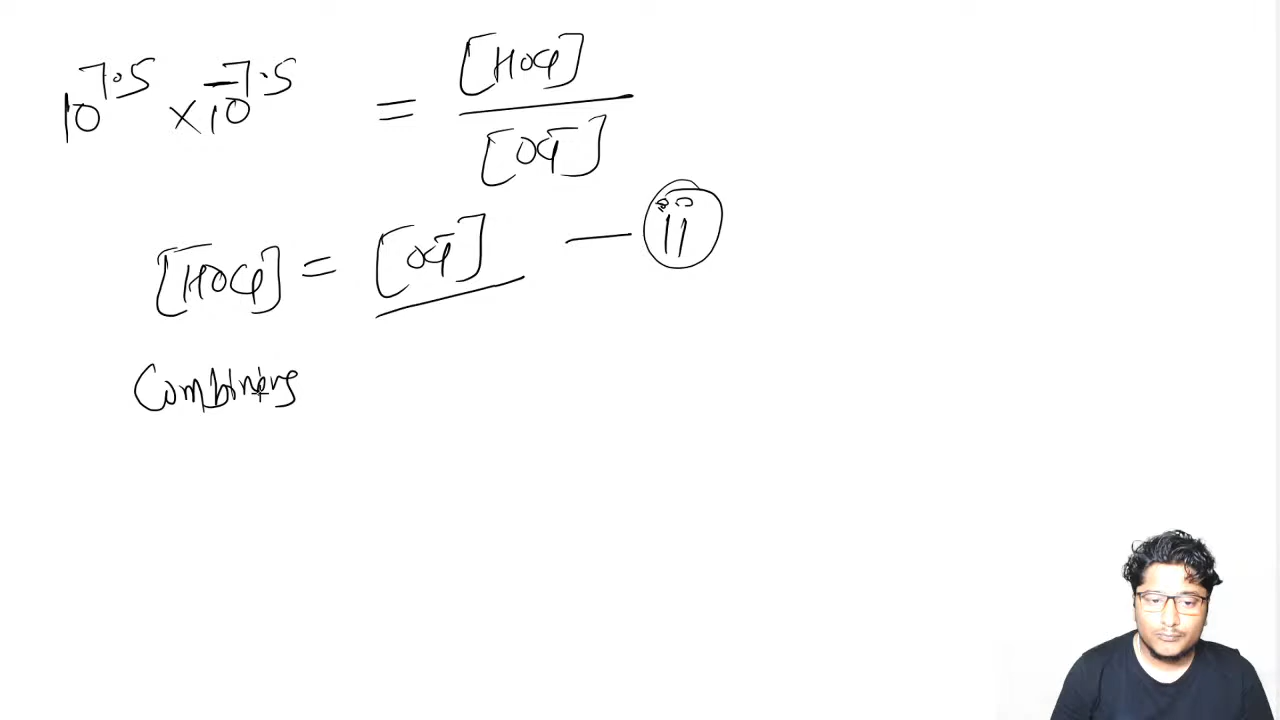 10^7.5 × 10^-7.5 = [HOCl] / [OCl⁻]
[HOCl] = [OCl⁻] — ii
Combining